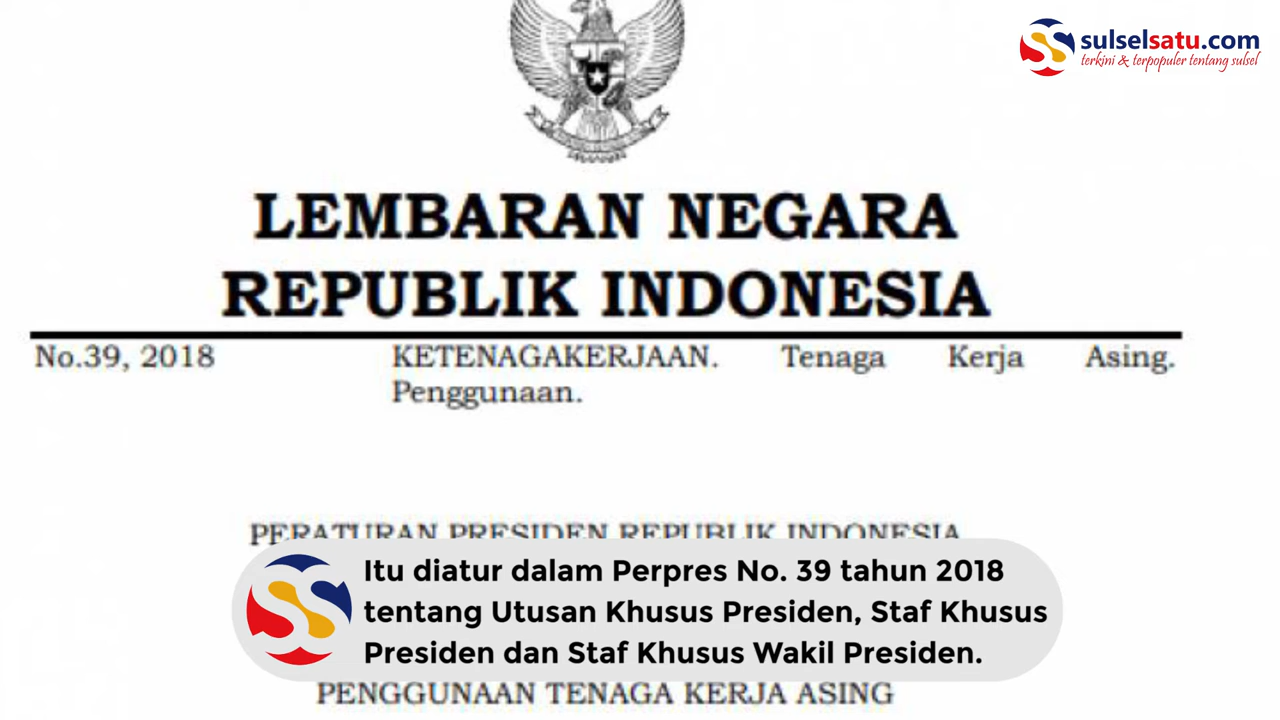 sulselsatu.com
terkini & terpopuler tentang sulsel
LEMBARAN NEGARA
REPUBLIK INDONESIA
No.39, 2018 KETENAGAKERJAAN. Tenaga Kerja Asing.
Penggunaan.
PERATURAN PRESIDEN REPUBLIK INDONESIA
Itu diatur dalam Perpres No. 39 tahun 2018
tentang Utusan Khusus Presiden, Staf Khusus
Presiden dan Staf Khusus Wakil Presiden.
PENGGUNAAN TENAGA KERJA ASING